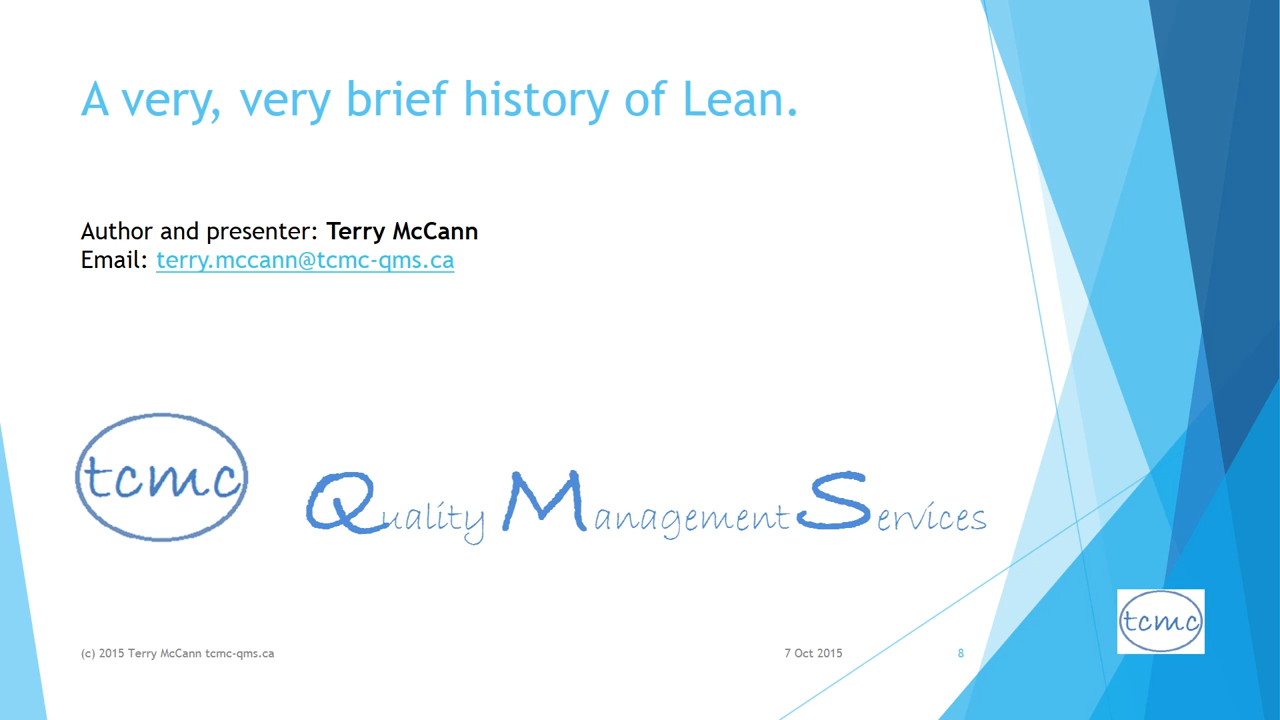 A very, very brief history of Lean.
Author and presenter: Terry McCann
Email: terry.mccann@tcmc-qms.ca
tcmc
Quality Management Services
(c) 2015 Terry McCann tcmc-qms.ca
7 Oct 2015
8
tcmc